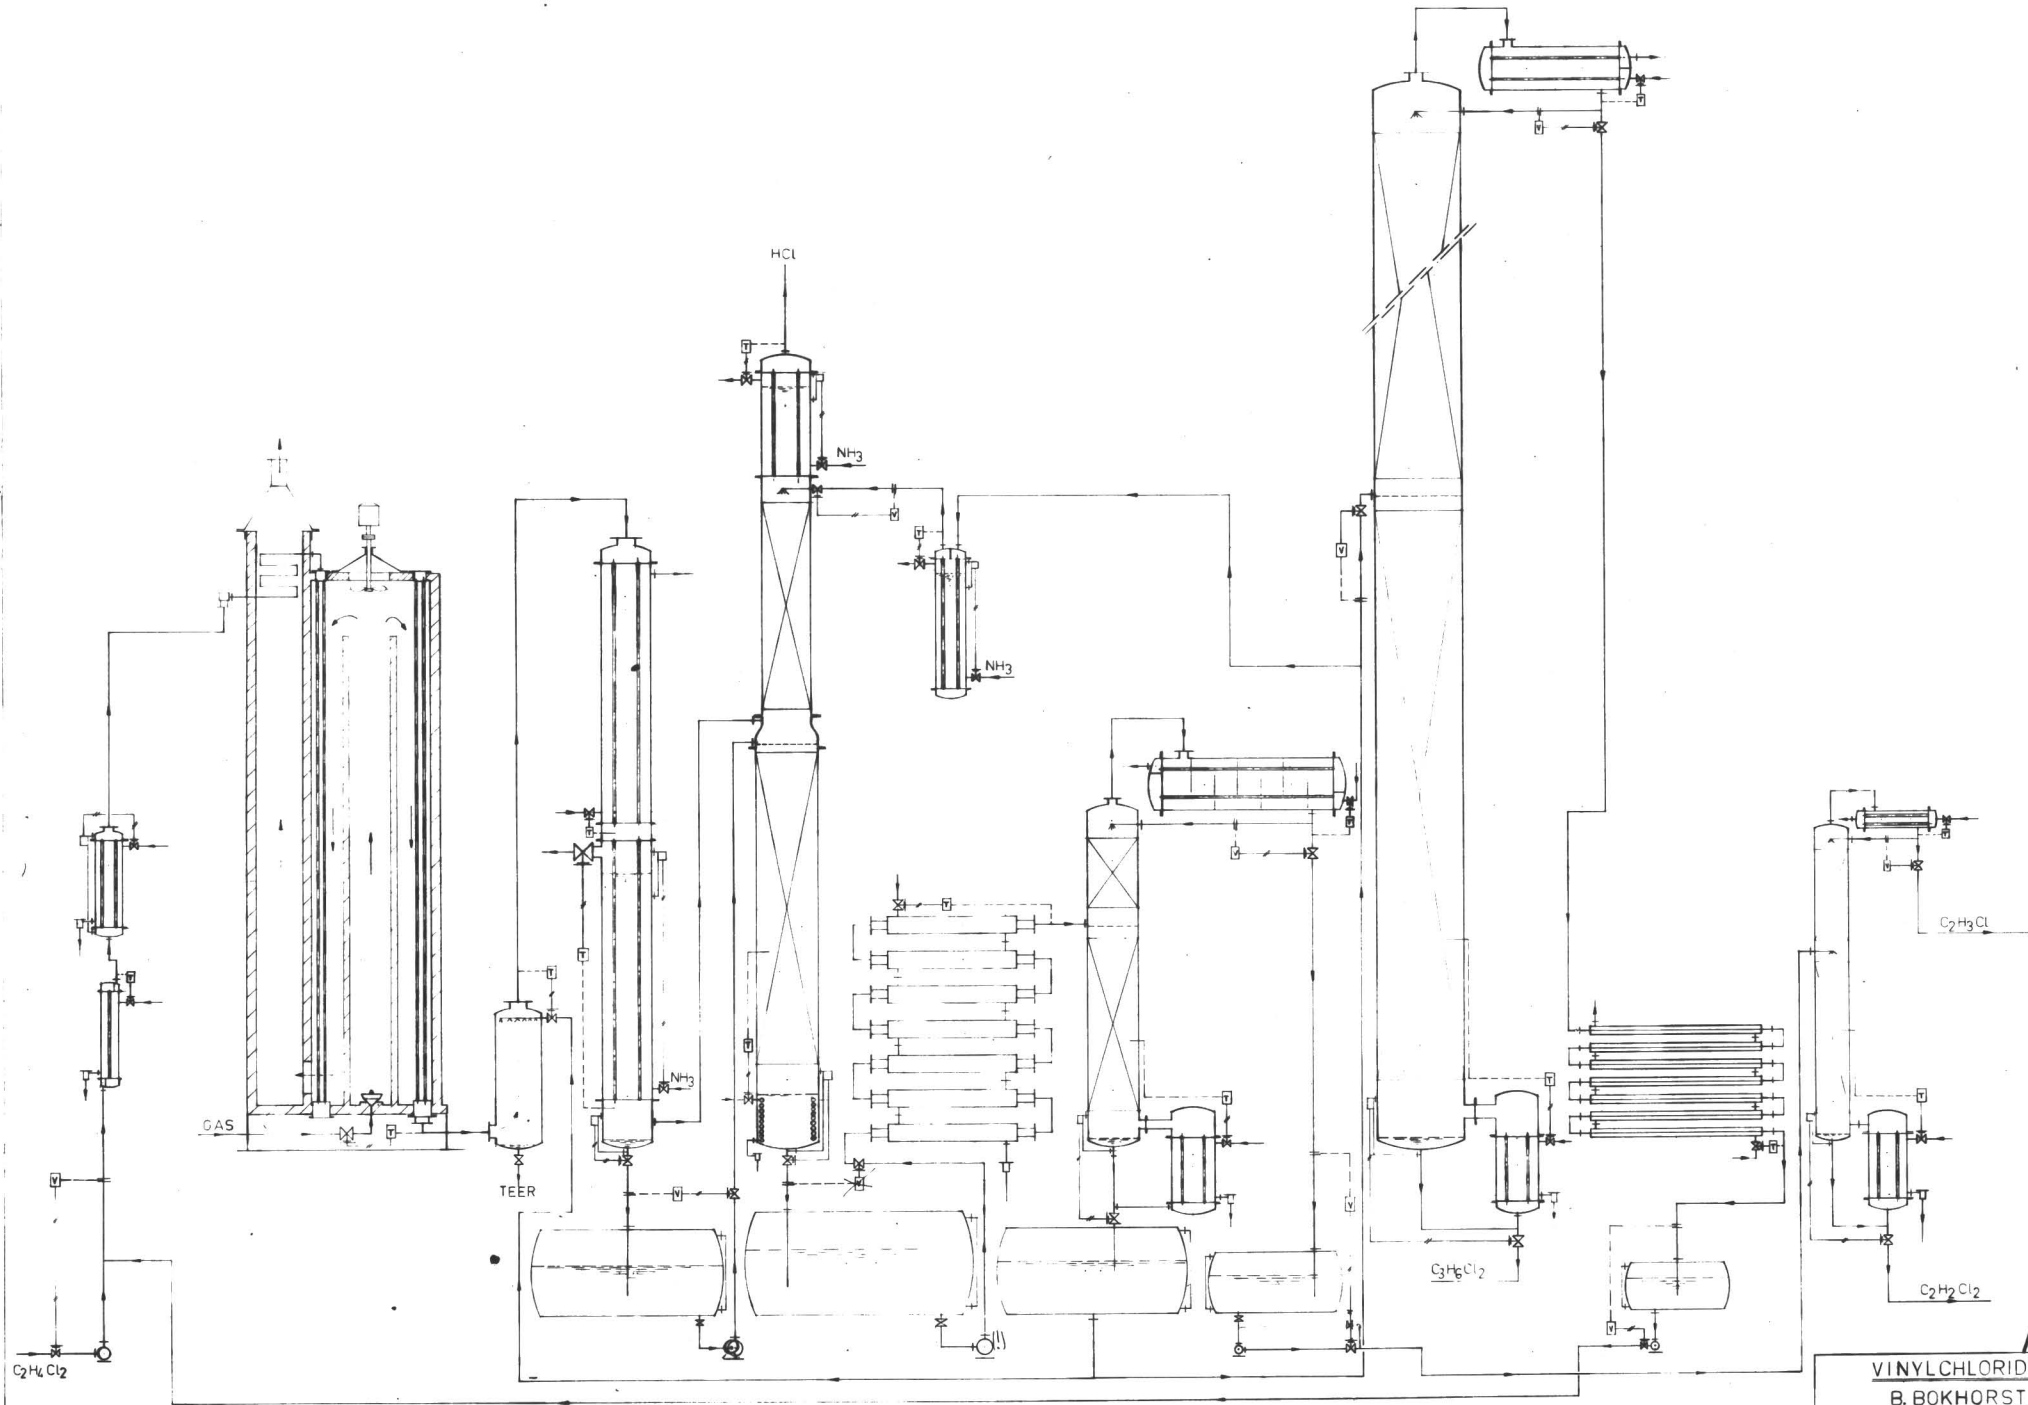 HCl
NH3
NH3
C2H3Cl
NH3
GAS
TEER
C3H6Cl2
C2H2Cl2
C2H4Cl2
(!)
VINYLCHLORID
B. BOKHORST
T
T
V
T
V
T
V
T
T
V
T
T
T
V
T
T
T
T
T
T
T
T
V
V
V
V
V
T